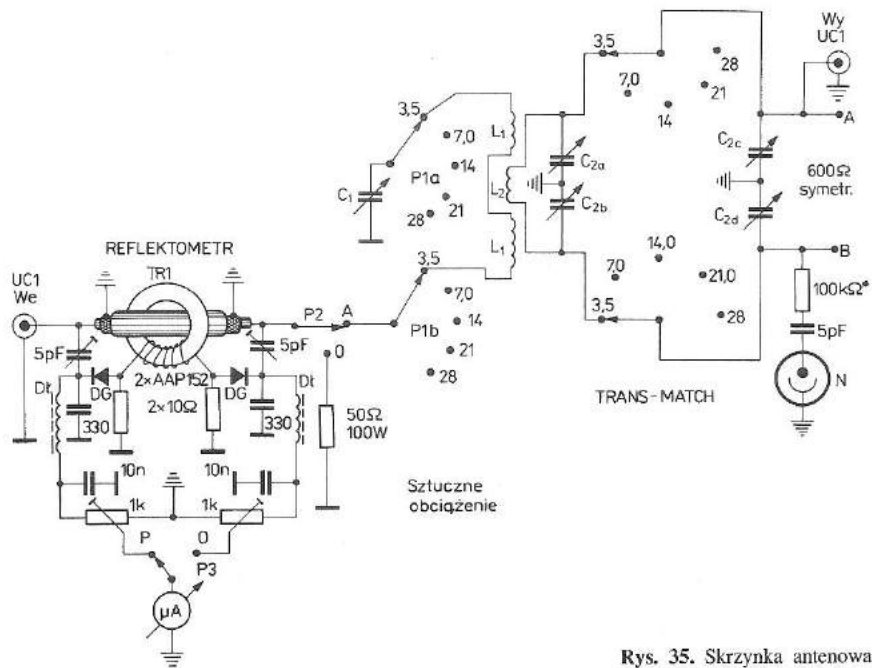 Wy
UC1
3,5
28
7,0
21
14
A
3,5
7,0
L1
C2a
C2c
14
P1a
C1
L2
600Ω
symetr.
21
C2b
C2d
28
L1
REFLEKTOMETR
3,5
14,0
B
TR1
7,0
21,0
UC1
We
7,0
P2
A
3,5
100kΩ*
14
28
5pF
5pF
P1b
0
21
5pF
Dł
DG
2×AAP152
DG
Dł
28
TRANS-MATCH
N
330
2×10Ω
330
50Ω
100W
10n
10n
Sztuczne
obciążenie
1k
1k
P
O
P3
µA
Rys. 35. Skrzynka antenowa